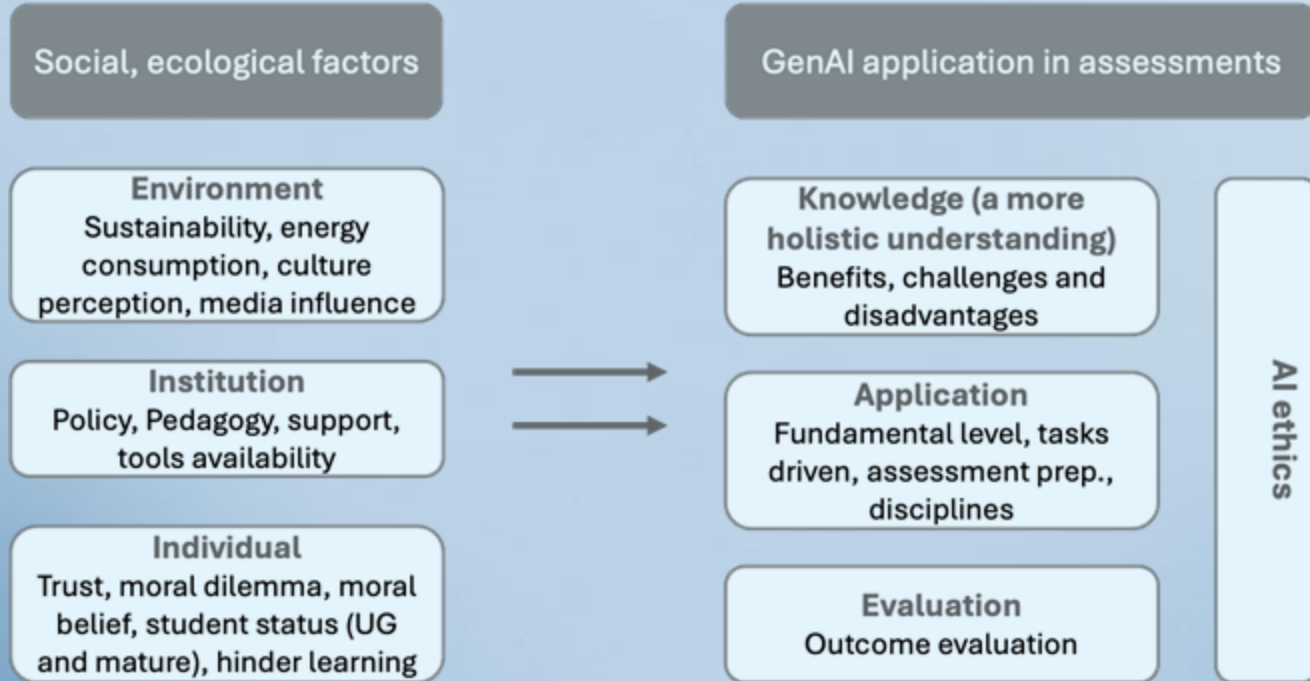 Social, ecological factors
GenAI application in assessments
Environment
Sustainability, energy
consumption, culture
perception, media influence
Institution
Policy, Pedagogy, support,
tools availability
Individual
Trust, moral dilemma, moral
belief, student status (UG
and mature), hinder learning
Knowledge (a more
holistic understanding)
Benefits, challenges and
disadvantages
Application
Fundamental level, tasks
driven, assessment prep.,
disciplines
Evaluation
Outcome evaluation
AI ethics